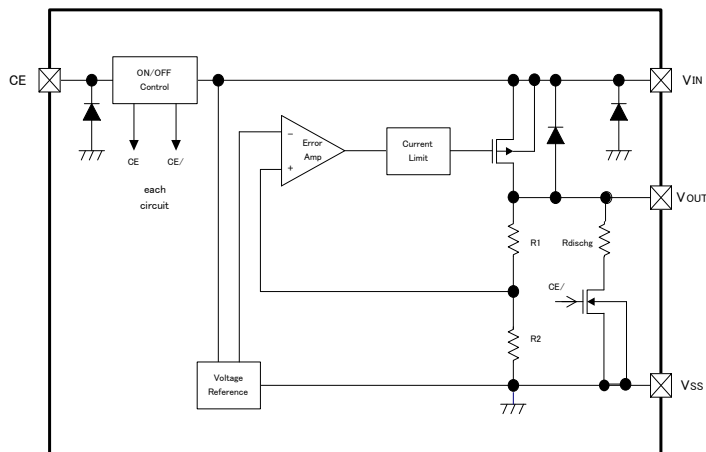 CE
ON/OFF
Control
VIN
CE
CE/
each
circuit
−
Error
Amp
+
Current
Limit
VOUT
R1
Rdischg
CE/
R2
Voltage
Reference
VSS